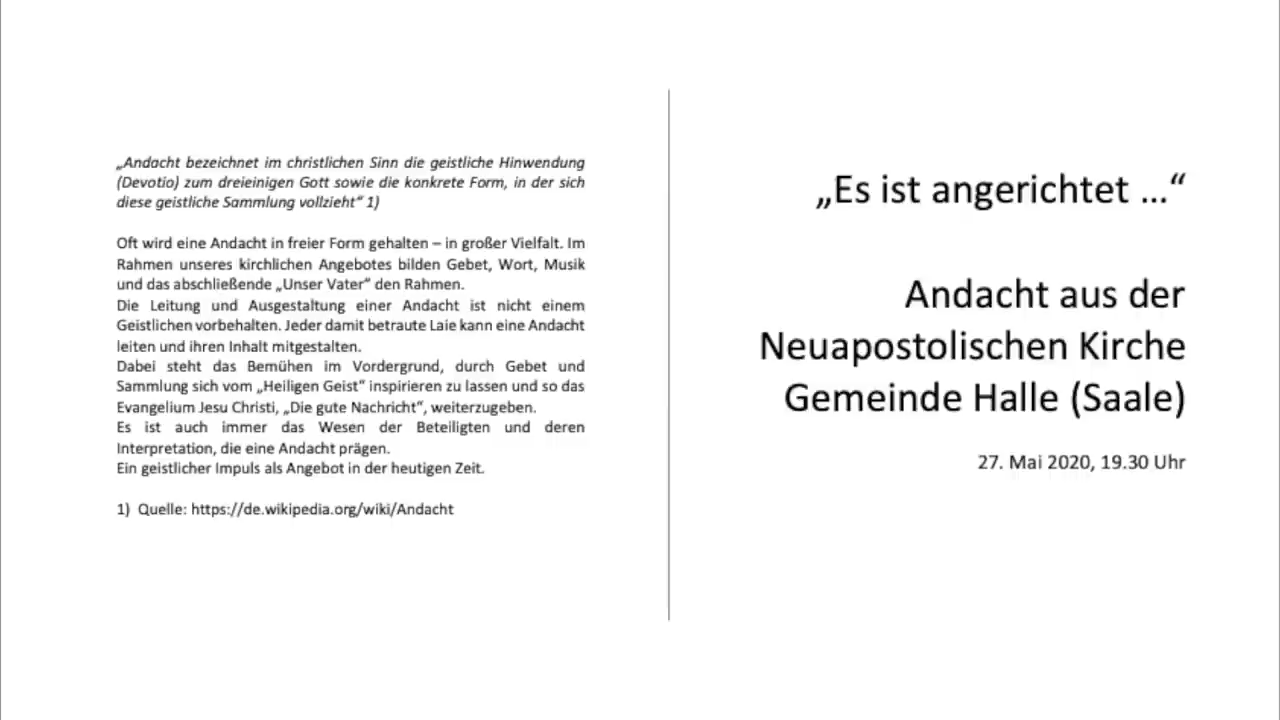 „Andacht bezeichnet im christlichen Sinn die geistliche Hinwendung
(Devotio) zum dreieinigen Gott sowie die konkrete Form, in der sich
diese geistliche Sammlung vollzieht“ 1)
Oft wird eine Andacht in freier Form gehalten – in großer Vielfalt. Im
Rahmen unseres kirchlichen Angebotes bilden Gebet, Wort, Musik
und das abschließende „Unser Vater“ den Rahmen.
Die Leitung und Ausgestaltung einer Andacht ist nicht einem
Geistlichen vorbehalten. Jeder damit betraute Laie kann eine Andacht
leiten und ihren Inhalt mitgestalten.
Dabei steht das Bemühen im Vordergrund, durch Gebet und
Sammlung sich vom „Heiligen Geist“ inspirieren zu lassen und so das
Evangelium Jesu Christi, „Die gute Nachricht“, weiterzugeben.
Es ist auch immer das Wesen der Beteiligten und deren
Interpretation, die eine Andacht prägen.
Ein geistlicher Impuls als Angebot in der heutigen Zeit.
1) Quelle: https://de.wikipedia.org/wiki/Andacht
„Es ist angerichtet ...“
Andacht aus der
Neuapostolischen Kirche
Gemeinde Halle (Saale)
27. Mai 2020, 19.30 Uhr